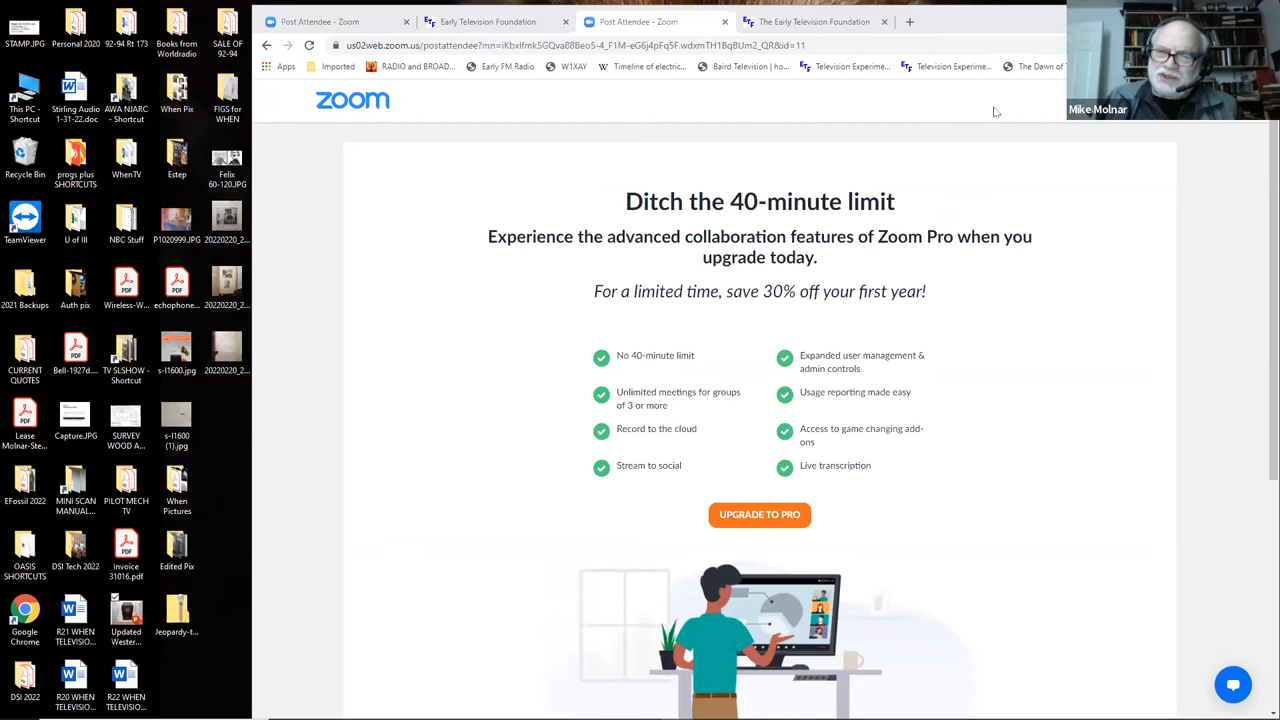 STAMP.JPG
Personal 2020
92-94 Rt 173
Books from
Worldradio
SALE OF
92-94
This PC -
Shortcut
Stirling Audio
1-31-22.doc
AWA NJARC
- Shortcut
When Pix
FIGS for
WHEN
Recycle Bin
progs plus
SHORTCUTS
WhenTV
Estep
Felix
60-120.JPG
TeamViewer
U of Ill
NBC Stuff
P1020999.JPG
20220220_2...
2021 Backups
Auth pix
Wireless-W...
echophone...
20220220_2...
CURRENT
QUOTES
Bell-1927d....
TV SLSHOW -
Shortcut
s-l1600.jpg
20220220_2...
Lease
Molnar-Ste...
Capture.JPG
SURVEY
WOOD A...
s-l1600
(1).jpg
EFossil 2022
MINI SCAN
MANUAL...
PILOT MECH
TV
When
Pictures
OASIS
SHORTCUTS
DSI Tech 2022
Invoice
31016.pdf
Edited Pix
Google
Chrome
R21 WHEN
TELEVISIO...
Updated
Wester...
Jeopardy-t...
DSI 2022
R20 WHEN
TELEVISIO...
R22 WHEN
TELEVISIO...
Post Attendee - Zoom
Early Television Foundation
Post Attendee - Zoom
The Early Television Foundation
us02web.zoom.us/postattendee?mn=iKbxIfmk5GQva88Beo5-4_F1M-eG6j4pFq5F.wdxmTH1BqBUm2_QR&id=11
Apps
Imported
RADIO and BROAD...
Early FM Radio
W1XAY
Timeline of electric...
Baird Television | ho...
Television Experime...
Television Experime...
The Dawn of
Mike Molnar
zoom
Ditch the 40-minute limit
Experience the advanced collaboration features of Zoom Pro when you
upgrade today.
For a limited time, save 30% off your first year!
No 40-minute limit
Expanded user management &
admin controls
Unlimited meetings for groups
of 3 or more
Usage reporting made easy
Record to the cloud
Access to game changing add-
ons
Stream to social
Live transcription
UPGRADE TO PRO